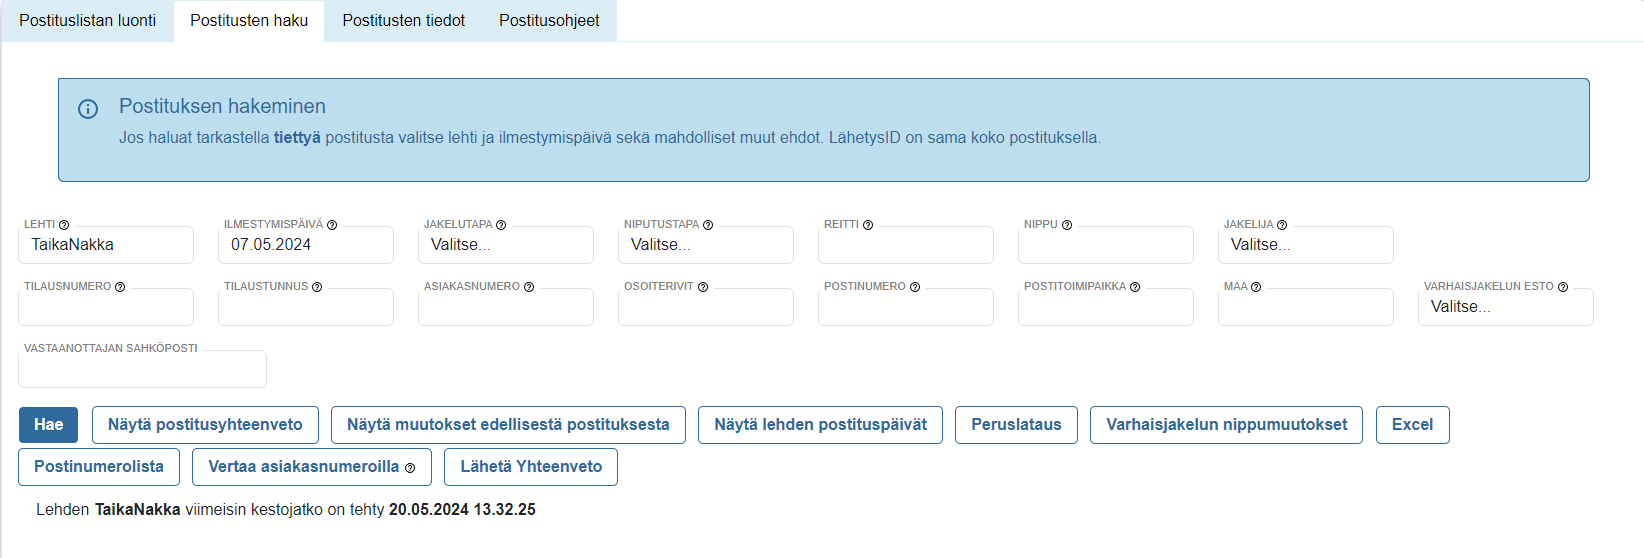 Postituslistan luonti Postitusten haku Postitusten tiedot Postitusohjeet
Postituksen hakeminen
Jos haluat tarkastella tiettyä postitusta valitse lehti ja ilmestymispäivä sekä mahdolliset muut ehdot. LähetysID on sama koko postituksella.
LEHTI ILMESTYMISPÄIVÄ JAKELUTAPA NIPUTUSTAPA REITTI NIPPU JAKELIJA
TaikaNakka 07.05.2024 Valitse... Valitse... Valitse...
TILAUSNUMERO TILAUSTUNNUS ASIAKASNUMERO OSOITERIVIT POSTINUMERO POSTITOIMIPAIKKA MAA VARHAISJAKELUN ESTO
Valitse...
VASTAANOTTAJAN SAHKÖPOSTI
Hae Näytä postitusyhteenveto Näytä muutokset edellisestä postituksesta Näytä lehden postituspäivät Peruslataus Varhaisjakelun nippumuutokset Excel
Postinumerolista Vertaa asiakasnumeroilla Lähetä Yhteenveto
Lehden TaikaNakka viimeisin kestojatko on tehty 20.05.2024 13.32.25